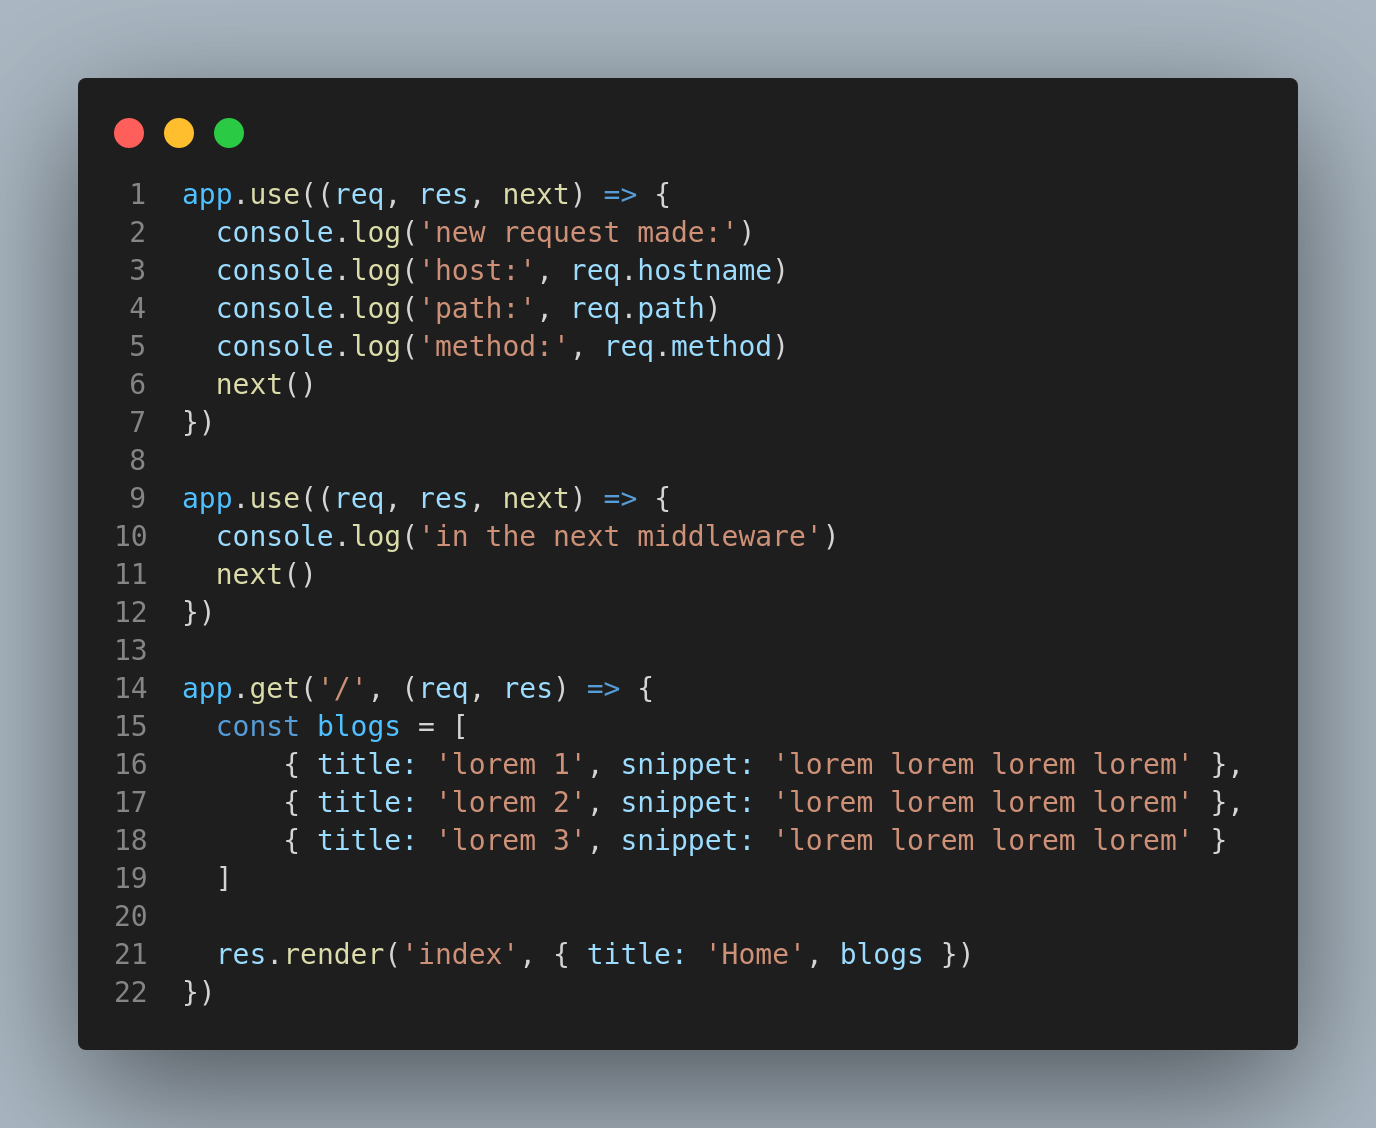 1 app.use((req, res, next) => {
2   console.log('new request made:')
3   console.log('host:', req.hostname)
4   console.log('path:', req.path)
5   console.log('method:', req.method)
6   next()
7 })
8
9 app.use((req, res, next) => {
10   console.log('in the next middleware')
11   next()
12 })
13
14 app.get('/', (req, res) => {
15   const blogs = [
16       { title: 'lorem 1', snippet: 'lorem lorem lorem lorem' },
17       { title: 'lorem 2', snippet: 'lorem lorem lorem lorem' },
18       { title: 'lorem 3', snippet: 'lorem lorem lorem lorem' }
19   ]
20
21   res.render('index', { title: 'Home', blogs })
22 })